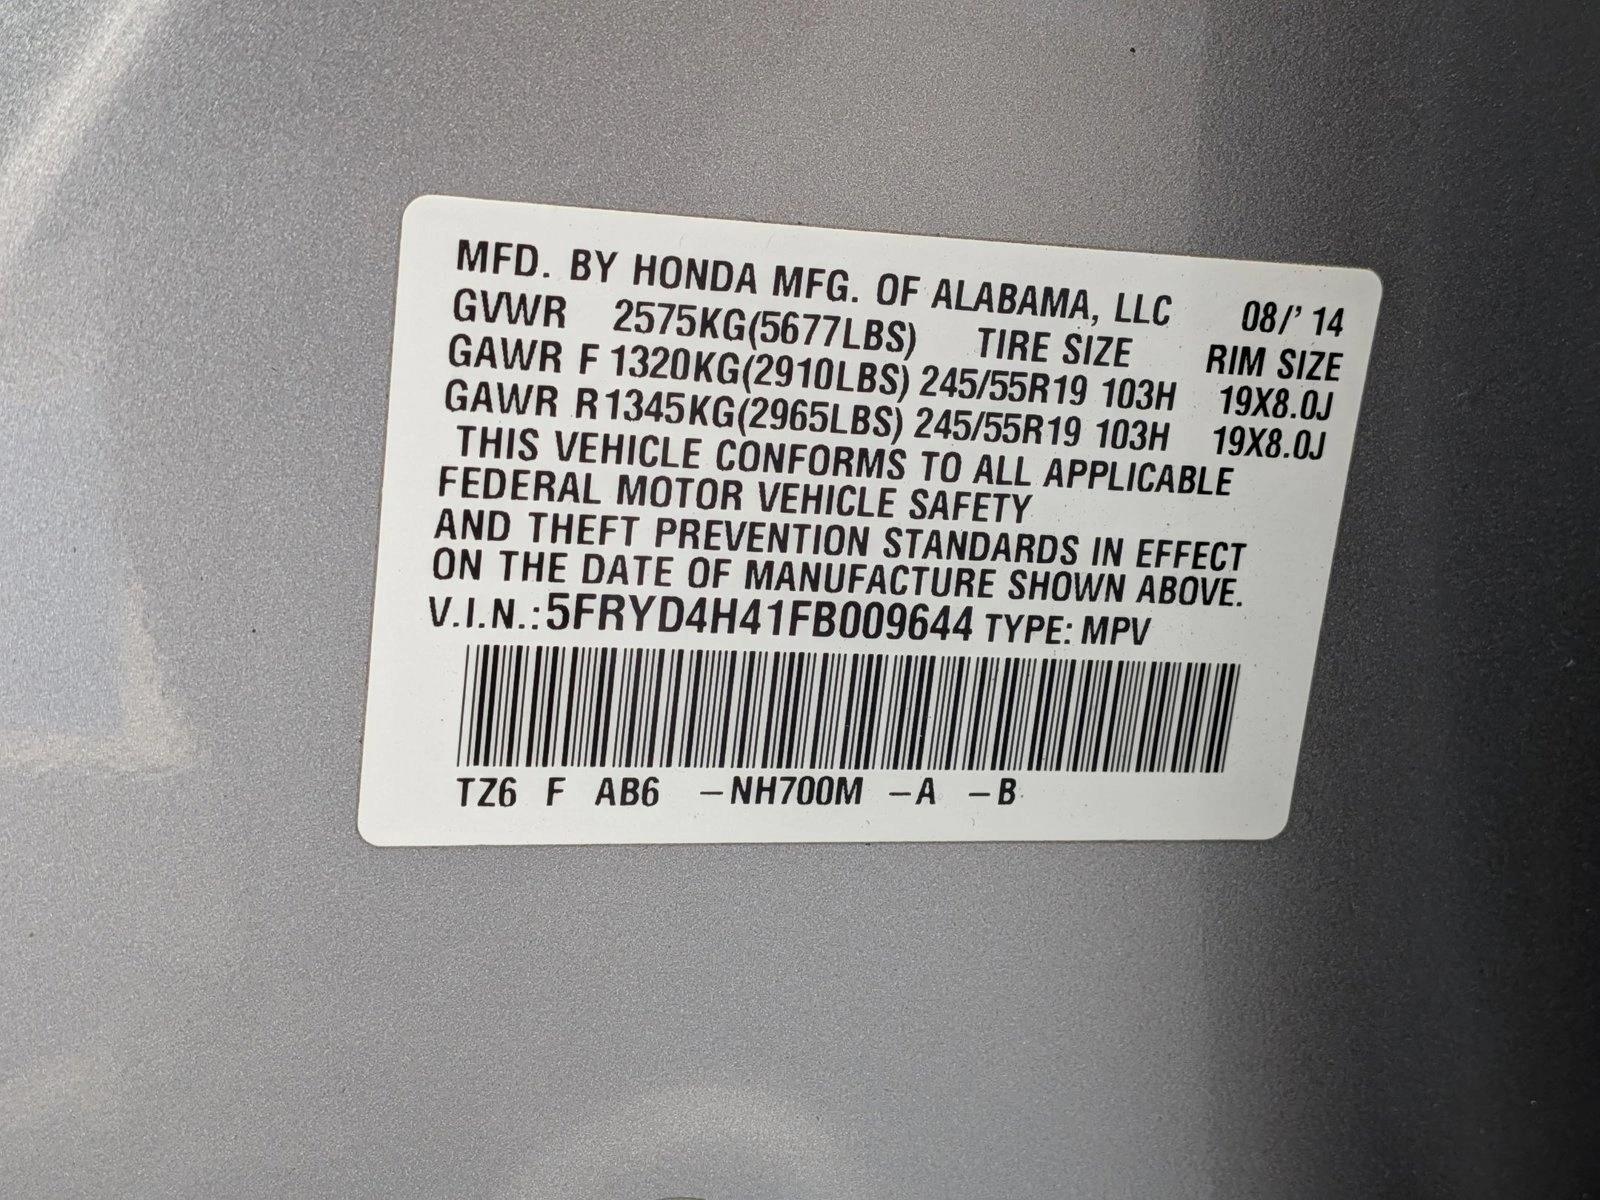 MFD. BY HONDA MFG. OF ALABAMA, LLC 08/' 14
GVWR 2575KG(5677LBS) TIRE SIZE RIM SIZE
GAWR F 1320KG(2910LBS) 245/55R19 103H 19X8.0J
GAWR R 1345KG(2965LBS) 245/55R19 103H 19X8.0J
THIS VEHICLE CONFORMS TO ALL APPLICABLE
FEDERAL MOTOR VEHICLE SAFETY
AND THEFT PREVENTION STANDARDS IN EFFECT
ON THE DATE OF MANUFACTURE SHOWN ABOVE.
V.I.N.: 5FRYD4H41FB009644 TYPE: MPV
TZ6 F AB6 –NH700M –A –B